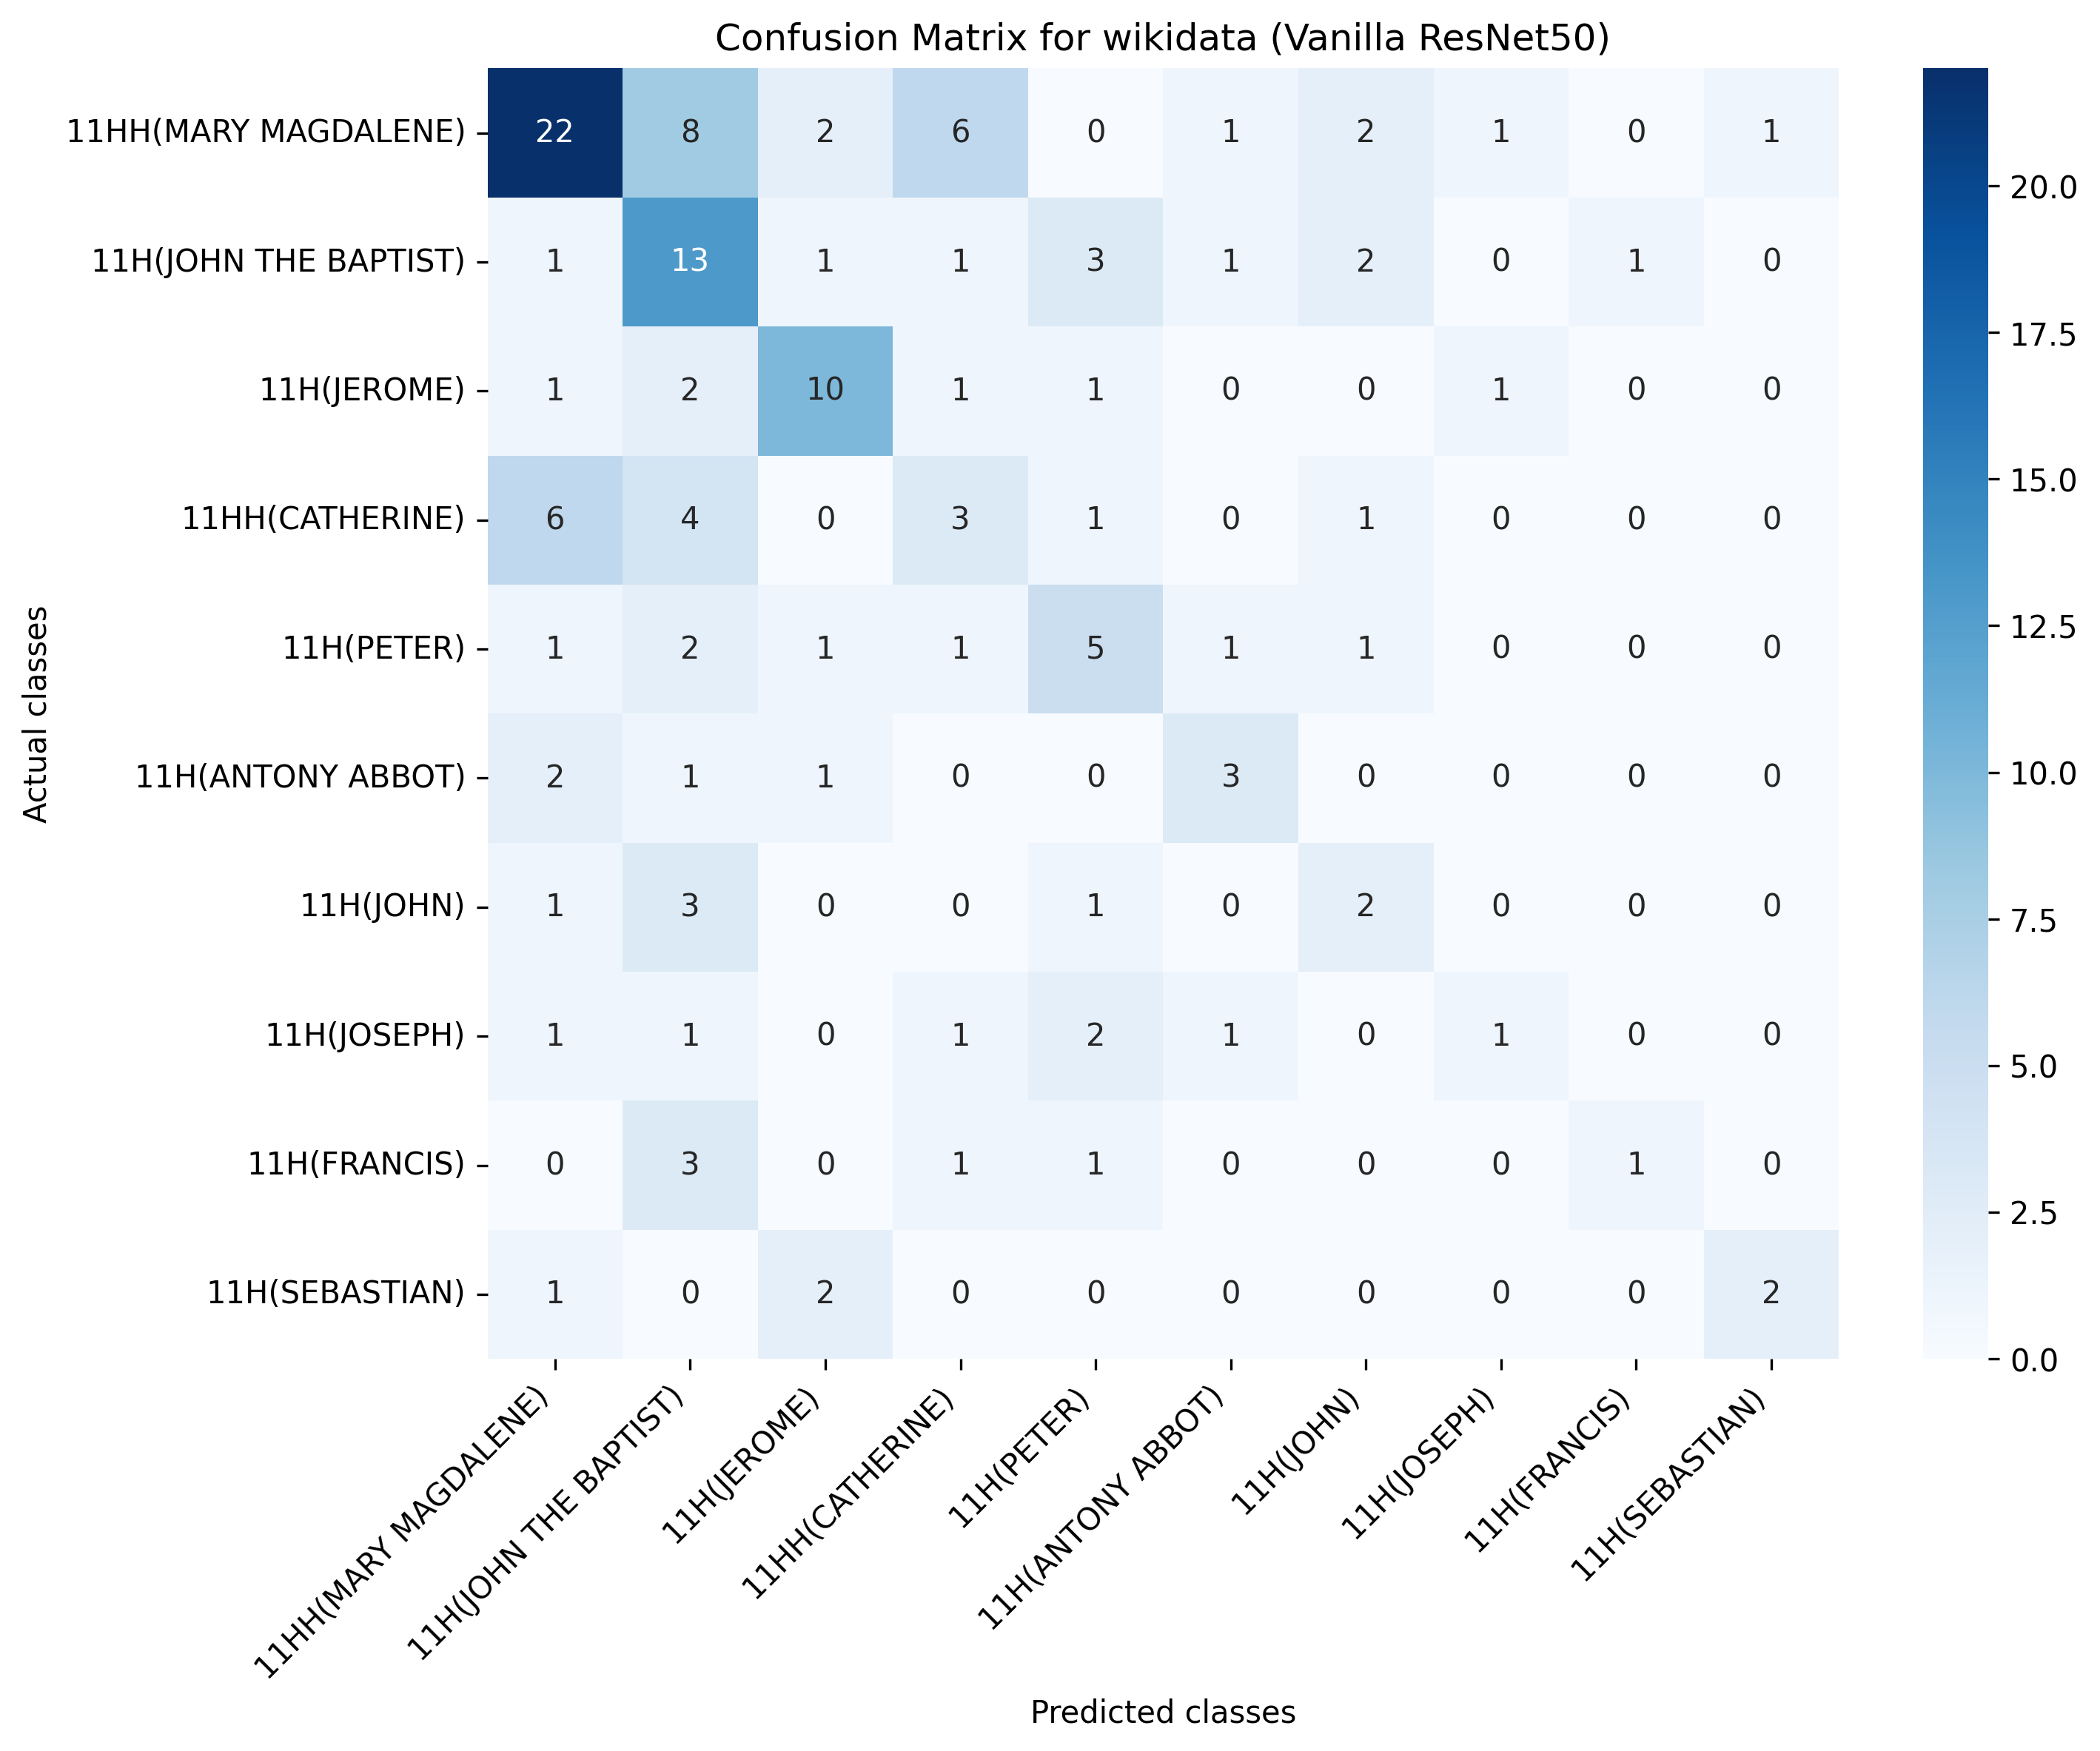 Confusion Matrix for wikidata (Vanilla ResNet50)
Actual classes
11HH(MARY MAGDALENE) 22 8 2 6 0 1 2 1 0 1
11H(JOHN THE BAPTIST) 1 13 1 1 3 1 2 0 1 0
11H(JEROME) 1 2 10 1 1 0 0 1 0 0
11HH(CATHERINE) 6 4 0 3 1 0 1 0 0 0
11H(PETER) 1 2 1 1 5 1 1 0 0 0
11H(ANTONY ABBOT) 2 1 1 0 0 3 0 0 0 0
11H(JOHN) 1 3 0 0 1 0 2 0 0 0
11H(JOSEPH) 1 1 0 1 2 1 0 1 0 0
11H(FRANCIS) 0 3 0 1 1 0 0 0 1 0
11H(SEBASTIAN) 1 0 2 0 0 0 0 0 0 2
11HH(MARY MAGDALENE)
11H(JOHN THE BAPTIST)
11H(JEROME)
11HH(CATHERINE)
11H(PETER)
11H(ANTONY ABBOT)
11H(JOHN)
11H(JOSEPH)
11H(FRANCIS)
11H(SEBASTIAN)
Predicted classes
20.0
17.5
15.0
12.5
10.0
7.5
5.0
2.5
0.0